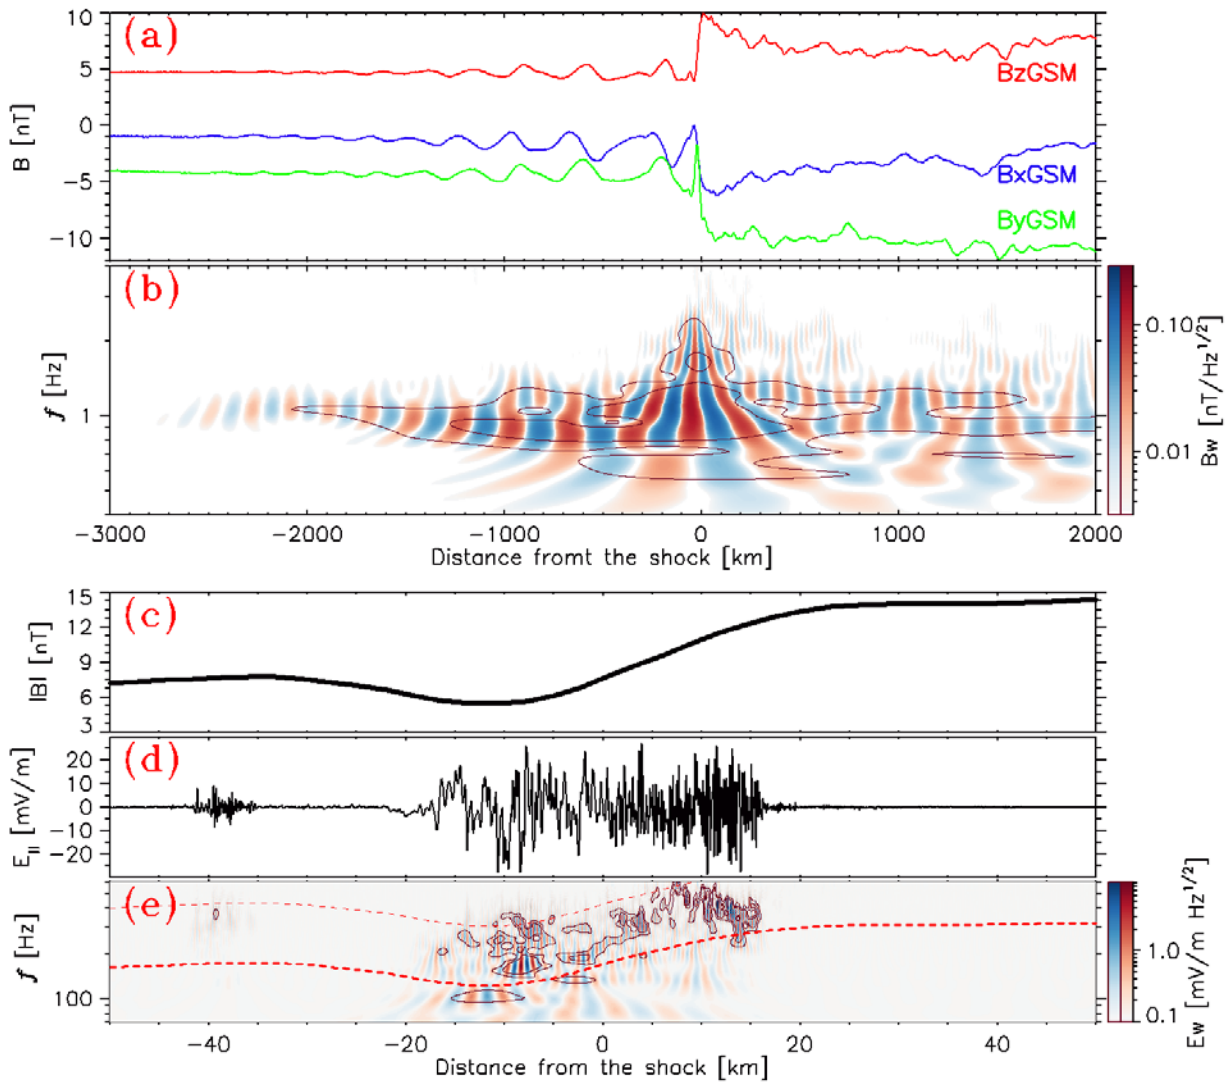 (a)
10
5
0
−5
−10
B [nT]
BzGSM
BxGSM
ByGSM
(b)
f [Hz]
1
0.10
0.01
Bw [nT/Hz^1/2]
−3000 −2000 −1000 0 1000 2000
Distance fromt the shock [km]
(c)
15
12
9
6
3
|B| [nT]
(d)
20
10
0
−10
−20
E_|| [mV/m]
(e)
f [Hz]
100
1.0
0.1
Ew [mV/m Hz^1/2]
−40 −20 0 20 40
Distance from the shock [km]